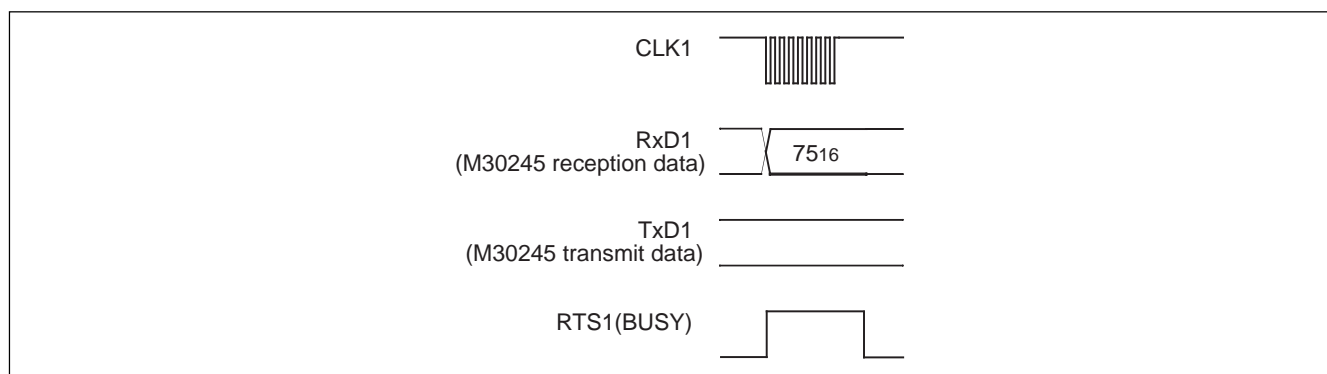 CLK1
RxD1
(M30245 reception data)
7516
TxD1
(M30245 transmit data)
RTS1(BUSY)